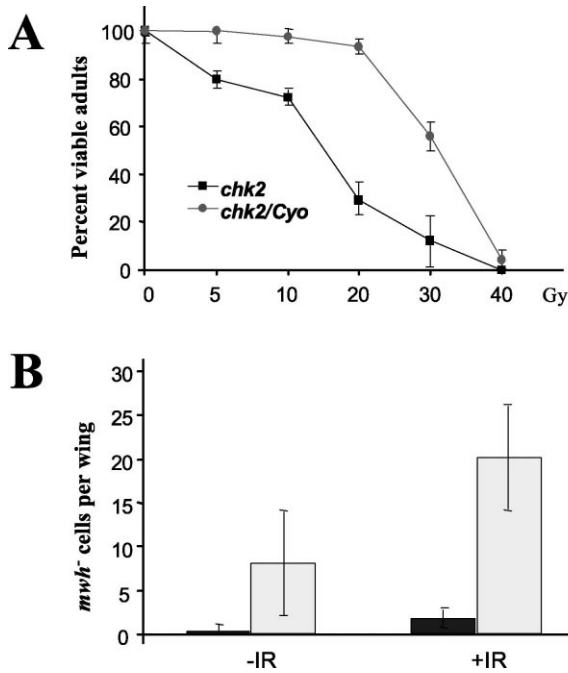 A
Percent viable adults
100
80
60
40
20
0
chk2
chk2/Cyo
0 5 10 20 30 40 Gy
B
mwh- cells per wing
30
25
20
15
10
5
0
-IR +IR